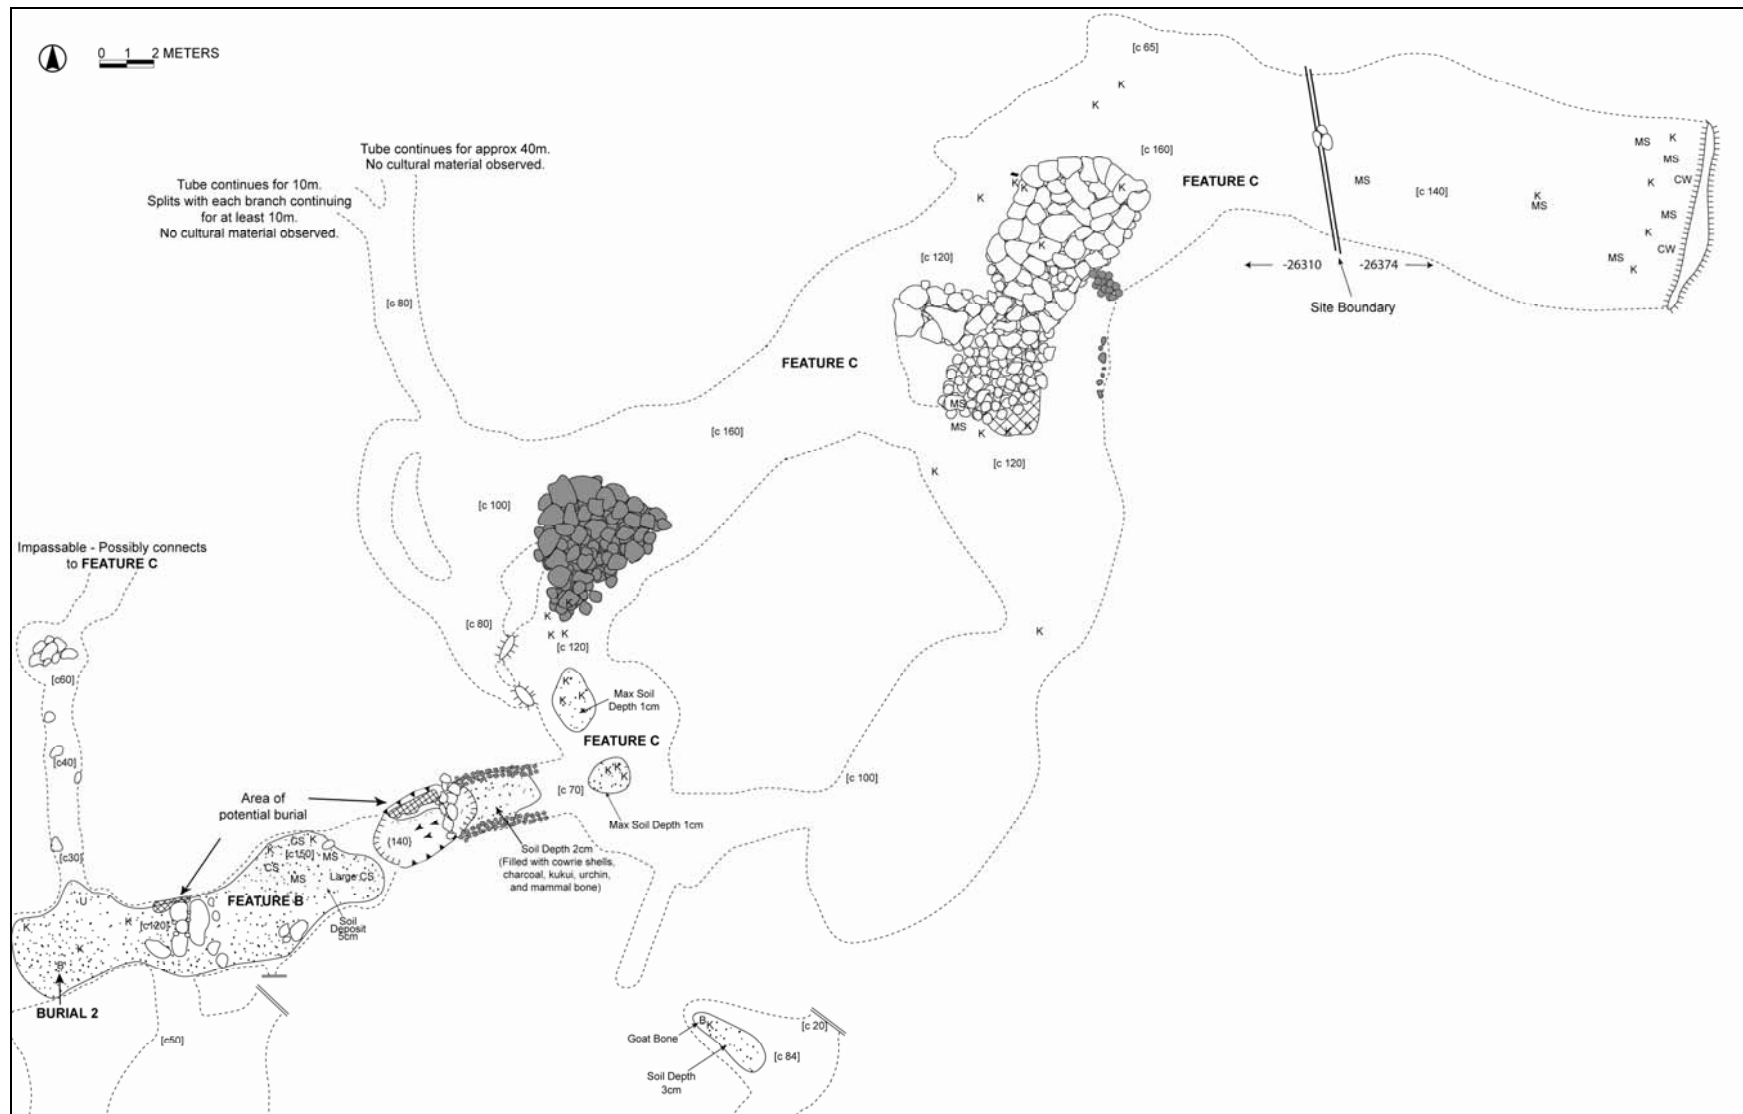 0 1 2 METERS
[c 65]
K
K
Tube continues for approx 40m.
No cultural material observed.
[c 160]
MS K
MS
K CW
Tube continues for 10m.
Splits with each branch continuing
for at least 10m.
No cultural material observed.
FEATURE C
MS
[c 140]
K
MS
K
K
K
K
MS
K
CW
K
MS
K
[c 120]
-26310
-26374
Site Boundary
[c 80]
FEATURE C
MS
MS
K
K
K
[c 160]
[c 120]
K
[c 100]
Impassable - Possibly connects
to FEATURE C
K
K
K K
[c 80]
[c 120]
K
[c60]
K
K
K
Max Soil
Depth 1cm
FEATURE C
[c40]
K K
K
[c 70]
[c 100]
Area of
potential burial
Max Soil Depth 1cm
{140}
Soil Depth 2cm
(Filled with cowrie shells,
charcoal, kukui, urchin,
and mammal bone)
CS K
K
[c150]
MS
[c30]
CS
MS
Large CS
U
FEATURE B
K
K
[c120]
Soil
Deposit
5cm
K
"B"
BURIAL 2
[c50]
B
K
Goat Bone
[c 20]
[c 84]
Soil Depth
3cm